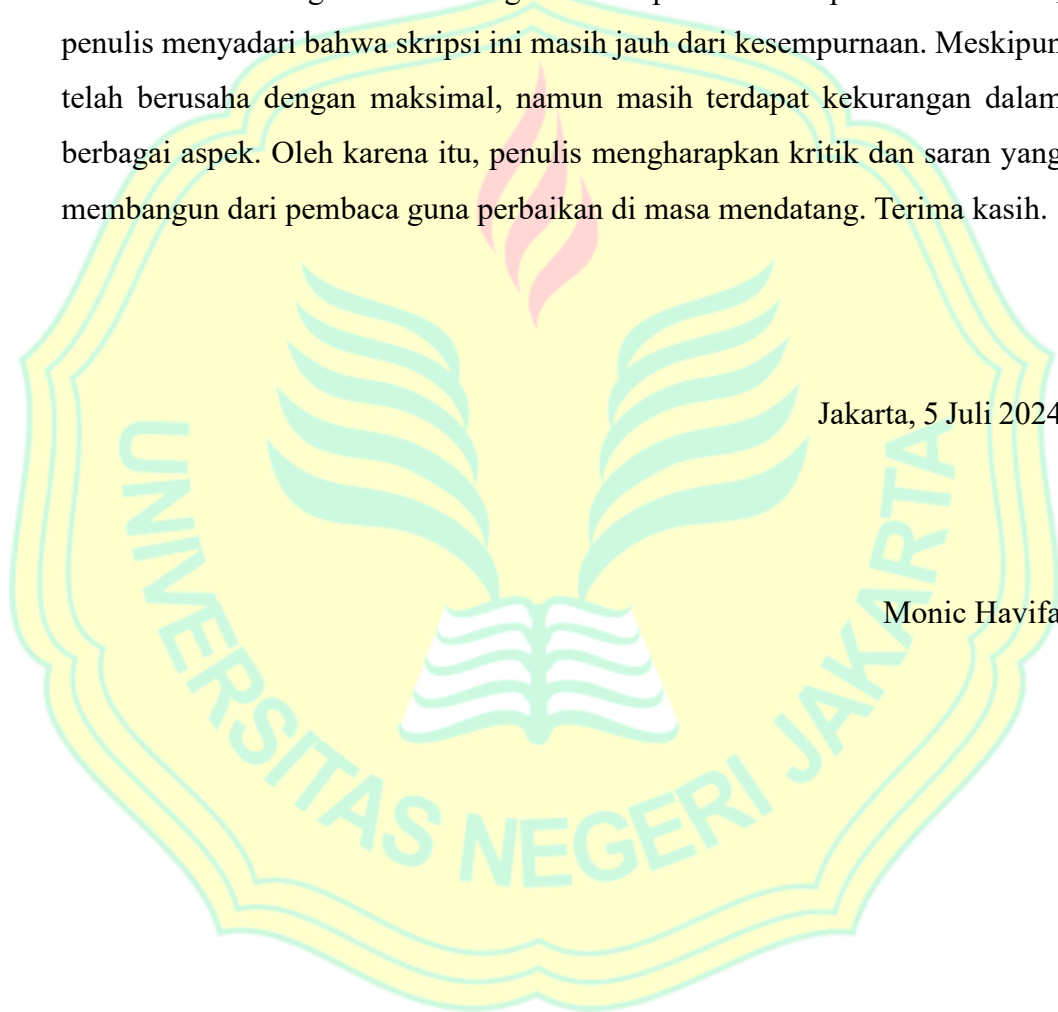 penulis menyadari bahwa skripsi ini masih jauh dari kesempurnaan. Meskipun
telah berusaha dengan maksimal, namun masih terdapat kekurangan dalam
berbagai aspek. Oleh karena itu, penulis mengharapkan kritik dan saran yang
membangun dari pembaca guna perbaikan di masa mendatang. Terima kasih.
Jakarta, 5 Juli 2024
Monic Havifa
UNIVERSITAS NEGERI JAKARTA